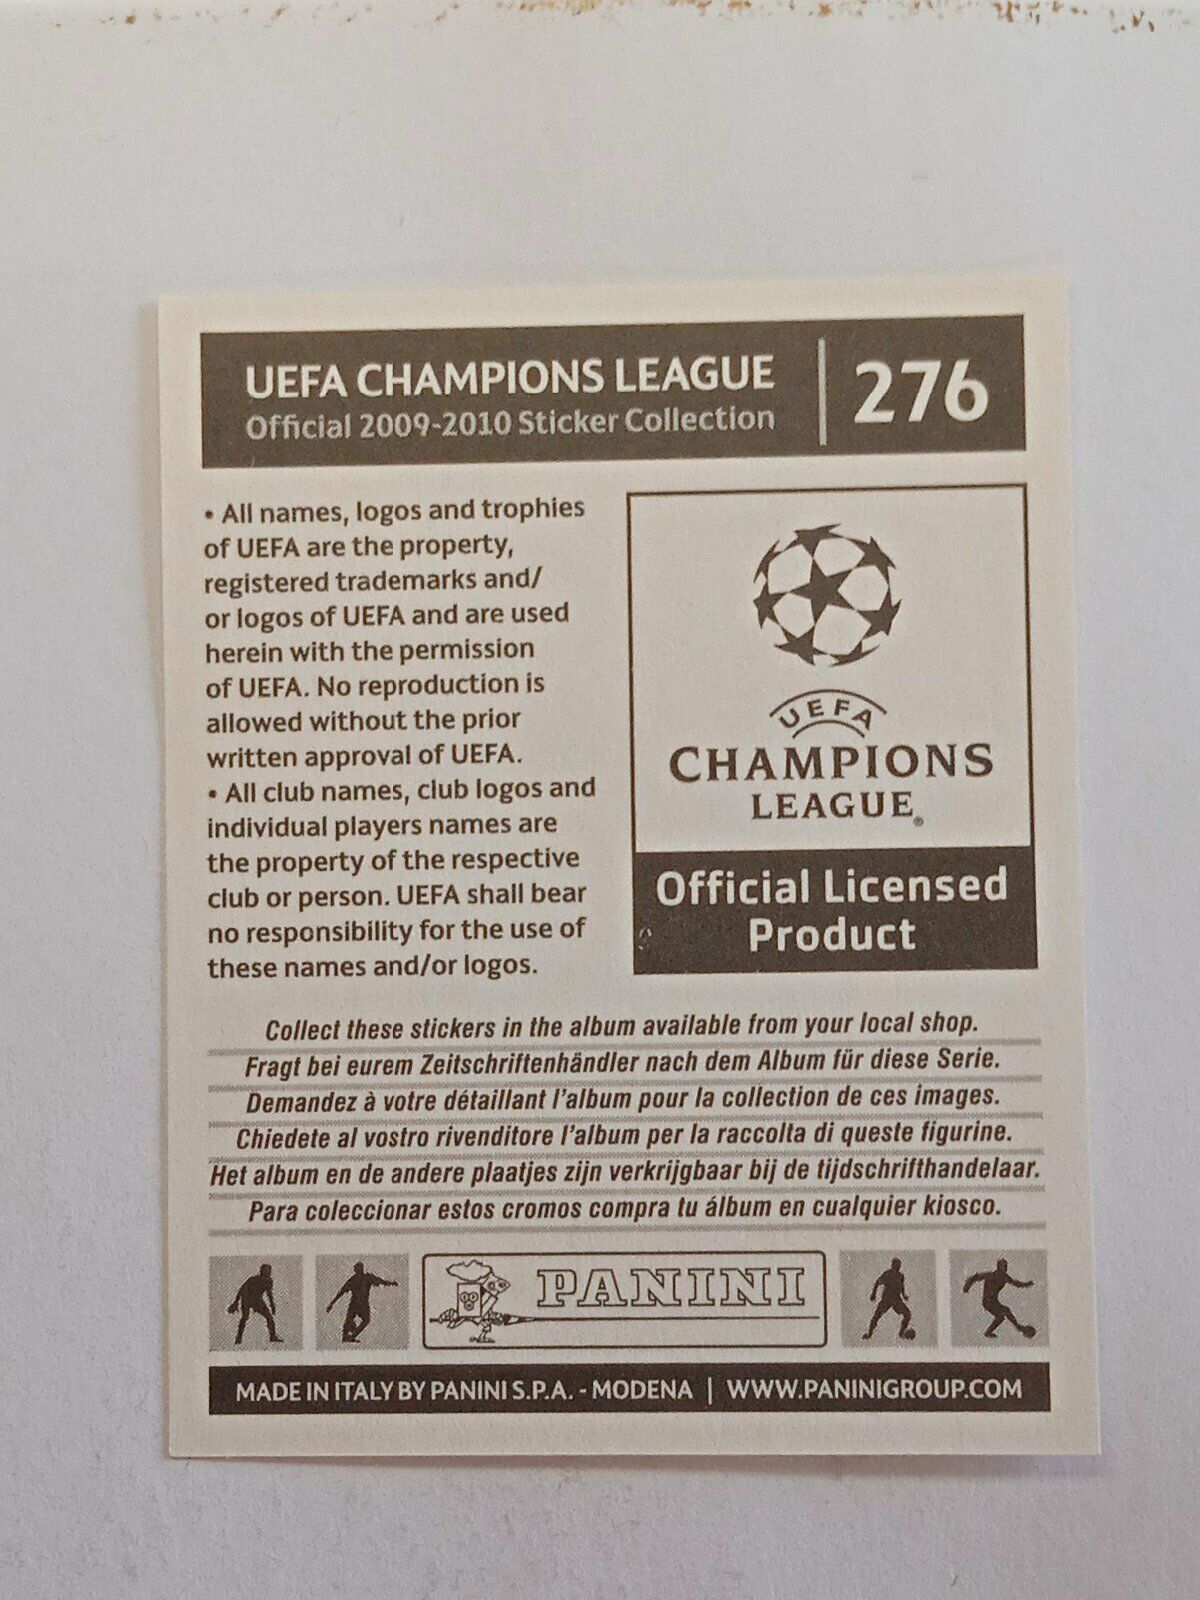 UEFA CHAMPIONS LEAGUE
Official 2009-2010 Sticker Collection
276
• All names, logos and trophies
of UEFA are the property,
registered trademarks and/
or logos of UEFA and are used
herein with the permission
of UEFA. No reproduction is
allowed without the prior
written approval of UEFA.
• All club names, club logos and
individual players names are
the property of the respective
club or person. UEFA shall bear
no responsibility for the use of
these names and/or logos.
UEFA
CHAMPIONS
LEAGUE®
Official Licensed
Product
Collect these stickers in the album available from your local shop.
Fragt bei eurem Zeitschriftenhändler nach dem Album für diese Serie.
Demandez à votre détaillant l'album pour la collection de ces images.
Chiedete al vostro rivenditore l'album per la raccolta di queste figurine.
Het album en de andere plaatjes zijn verkrijgbaar bij de tijdschrifthandelaar.
Para coleccionar estos cromos compra tu álbum en cualquier kiosco.
PANINI
MADE IN ITALY BY PANINI S.P.A. - MODENA | WWW.PANINIGROUP.COM